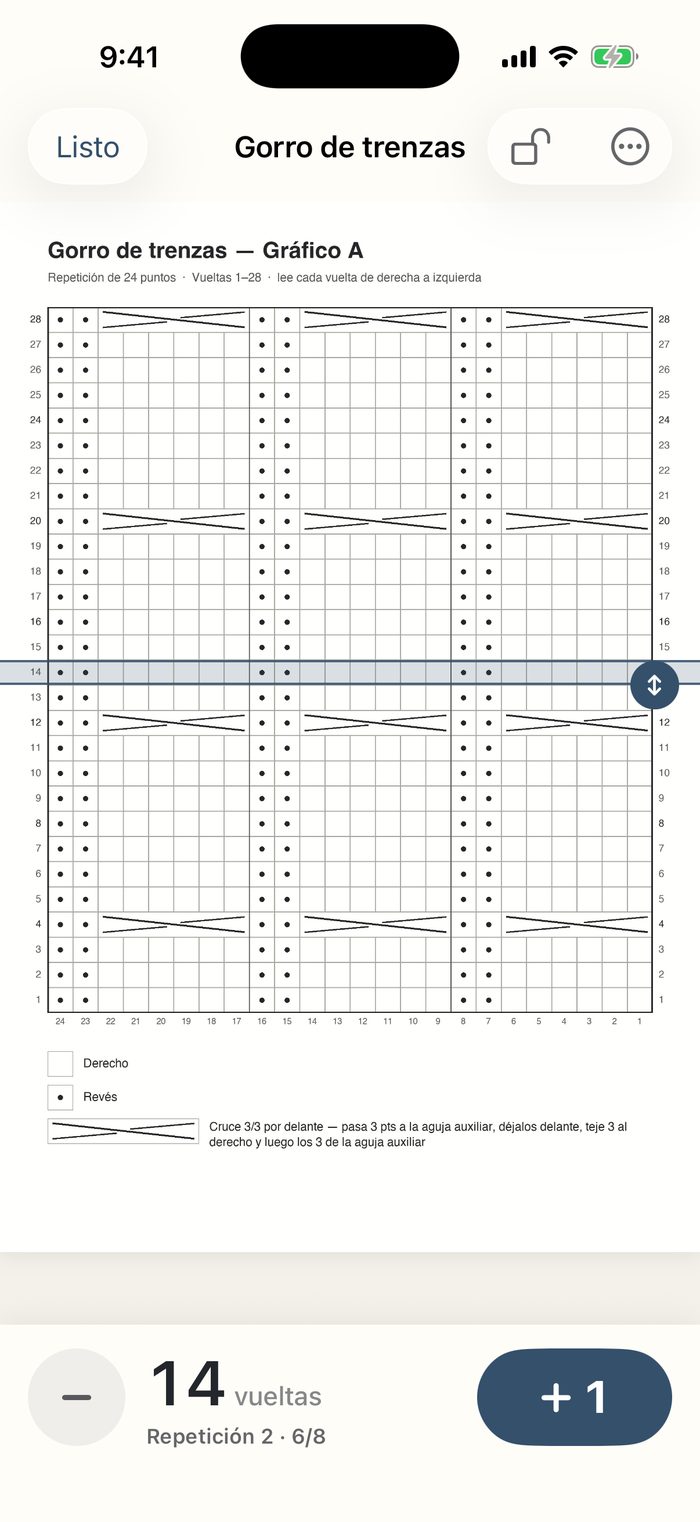 9:41
Listo
Gorro de trenzas
Gorro de trenzas — Gráfico A
Repetición de 24 puntos · Vueltas 1–28 · lee cada vuelta de derecha a izquierda
28 28
27 27
26 26
25 25
24 24
23 23
22 22
21 21
20 20
19 19
18 18
17 17
16 16
15 15
14
13
12 12
11 11
10 10
9 9
8 8
7 7
6 6
5 5
4 4
3 3
2 2
1 1
24 23 22 21 20 19 18 17 16 15 14 13 12 11 10 9 8 7 6 5 4 3 2 1
Derecho
Revés
Cruce 3/3 por delante — pasa 3 pts a la aguja auxiliar, déjalos delante, teje 3 al
derecho y luego los 3 de la aguja auxiliar
14 vueltas
Repetición 2 · 6/8
+ 1